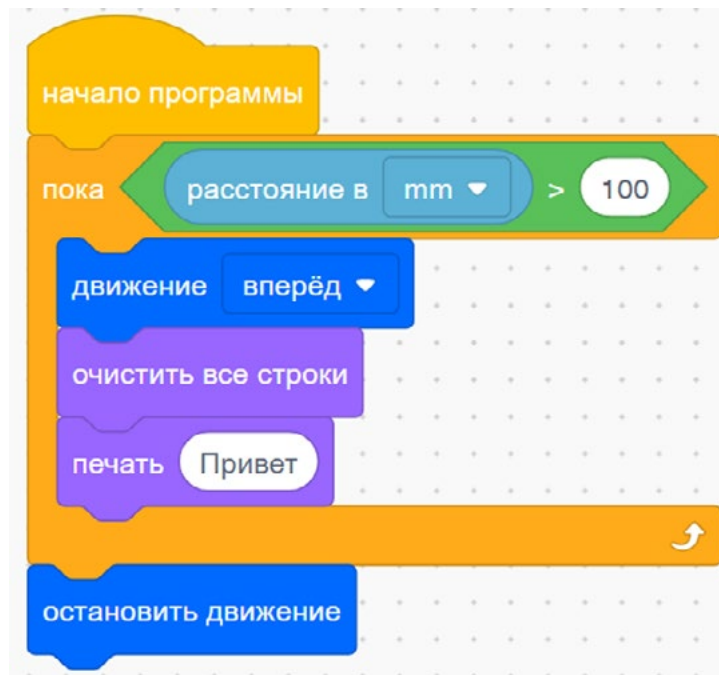 начало программы
пока расстояние в mm > 100
движение вперёд
очистить все строки
печать Привет
остановить движение